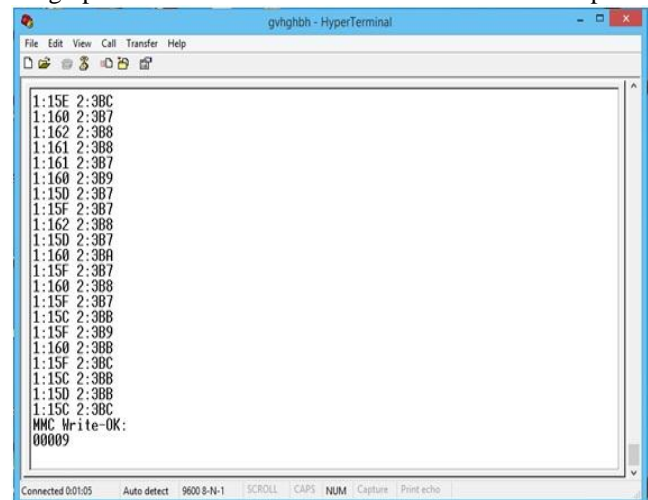 gvhghbh - HyperTerminal
File Edit View Call Transfer Help
1:15E 2:3BC
1:160 2:3B7
1:162 2:3B8
1:161 2:3B8
1:161 2:3B7
1:160 2:3B9
1:15D 2:3B7
1:15F 2:3B7
1:162 2:3B8
1:15D 2:3B7
1:160 2:3BA
1:15F 2:3B7
1:160 2:3B8
1:15F 2:3B7
1:15C 2:3BB
1:15F 2:3B9
1:160 2:3BB
1:15F 2:3BC
1:15C 2:3BB
1:15D 2:3BB
1:15C 2:3BC
MMC Write-OK:
00009
Connected 0:01:05 Auto detect 9600 8-N-1 SCROLL CAPS NUM Capture Print echo